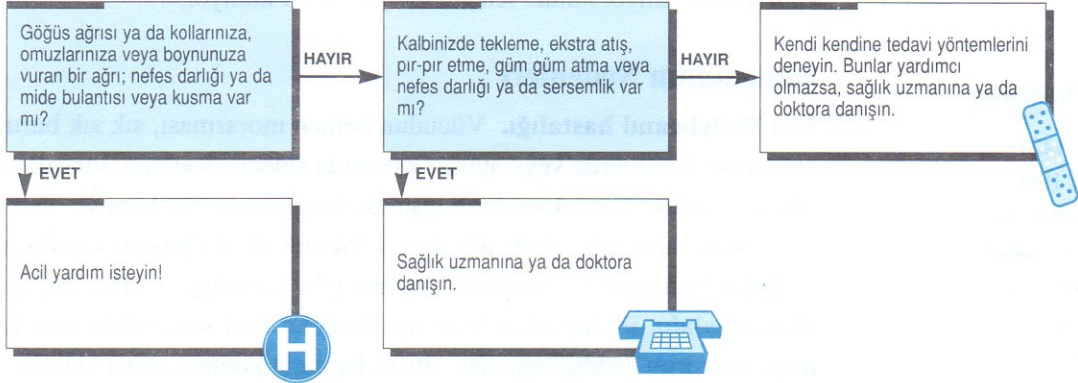 Göğüs ağrısı ya da kollarınıza,
omuzlarınıza veya boynunuza
vuran bir ağrı; nefes darlığı ya da
mide bulantısı veya kusma var
mı?
HAYIR
Kalbinizde tekleme, ekstra atış,
pır-pır etme, güm güm atma veya
nefes darlığı ya da sersemlik var
mı?
HAYIR
Kendi kendine tedavi yöntemlerini
deneyin. Bunlar yardımcı
olmazsa, sağlık uzmanına ya da
doktora danışın.
EVET
EVET
Acil yardım isteyin!
H
Sağlık uzmanına ya da doktora
danışın.